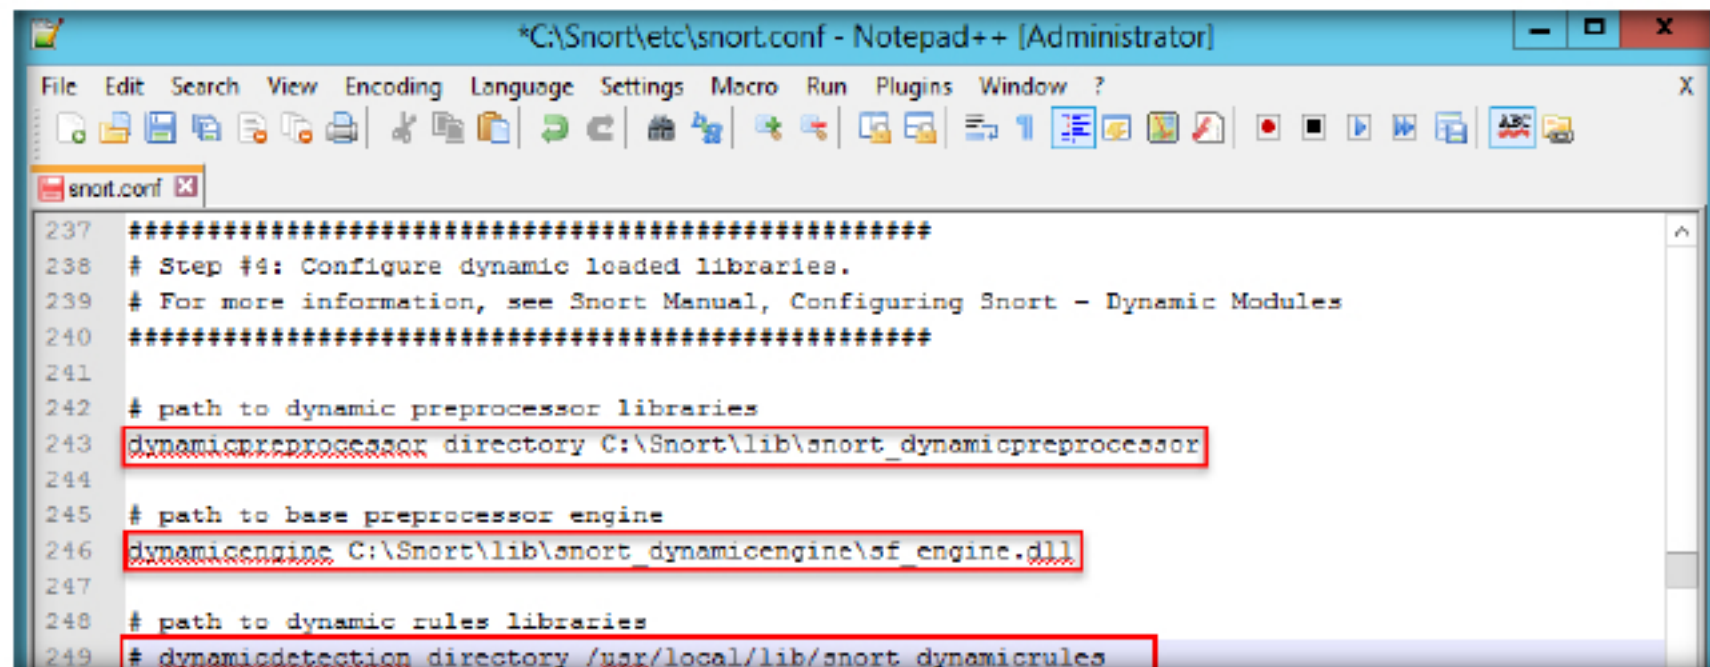 *C:\Snort\etc\snort.conf - Notepad++ [Administrator]
File Edit Search View Encoding Language Settings Macro Run Plugins Window ? X
ABC
snort.conf
237 ###################################################
238 # Step #4: Configure dynamic loaded libraries.
239 # For more information, see Snort Manual, Configuring Snort - Dynamic Modules
240 ###################################################
241
242 # path to dynamic preprocessor libraries
243 dynamicpreprocessor directory C:\Snort\lib\snort_dynamicpreprocessor
244
245 # path to base preprocessor engine
246 dynamicengine C:\Snort\lib\snort_dynamicengine\sf_engine.dll
247
248 # path to dynamic rules libraries
249 # dynamicdetection directory /usr/local/lib/snort_dynamicrules